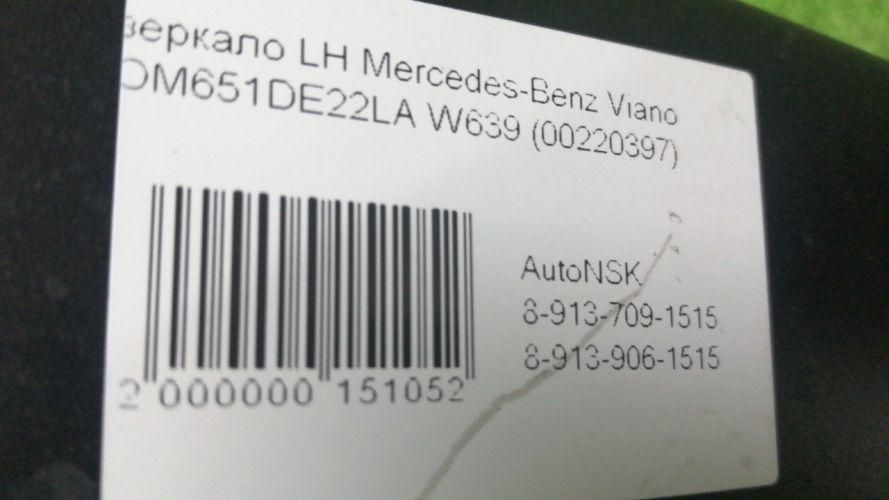 зеркало LH Mercedes-Benz Viano
OM651DE22LA W639 (00220397)
AutoNSK
8-913-709-1515
8-913-906-1515
2 000000 151052